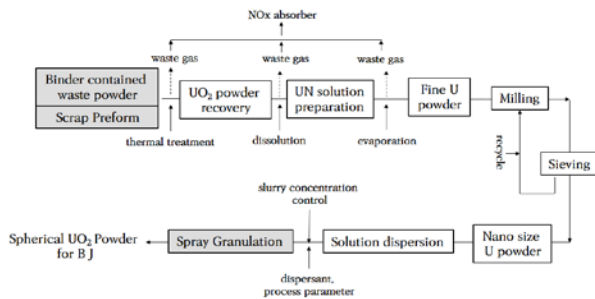 NOx absorber
waste gas
waste gas
waste gas
Binder contained
waste powder
Scrap Preform
UO₂ powder
recovery
UN solution
preparation
Fine U
powder
Milling
thermal treatment
dissolution
evaporation
recycle
Sieving
slurry concentration
control
Spherical UO₂ Powder
for B J
Spray Granulation
Solution dispersion
Nano size
U powder
dispersant,
process parameter